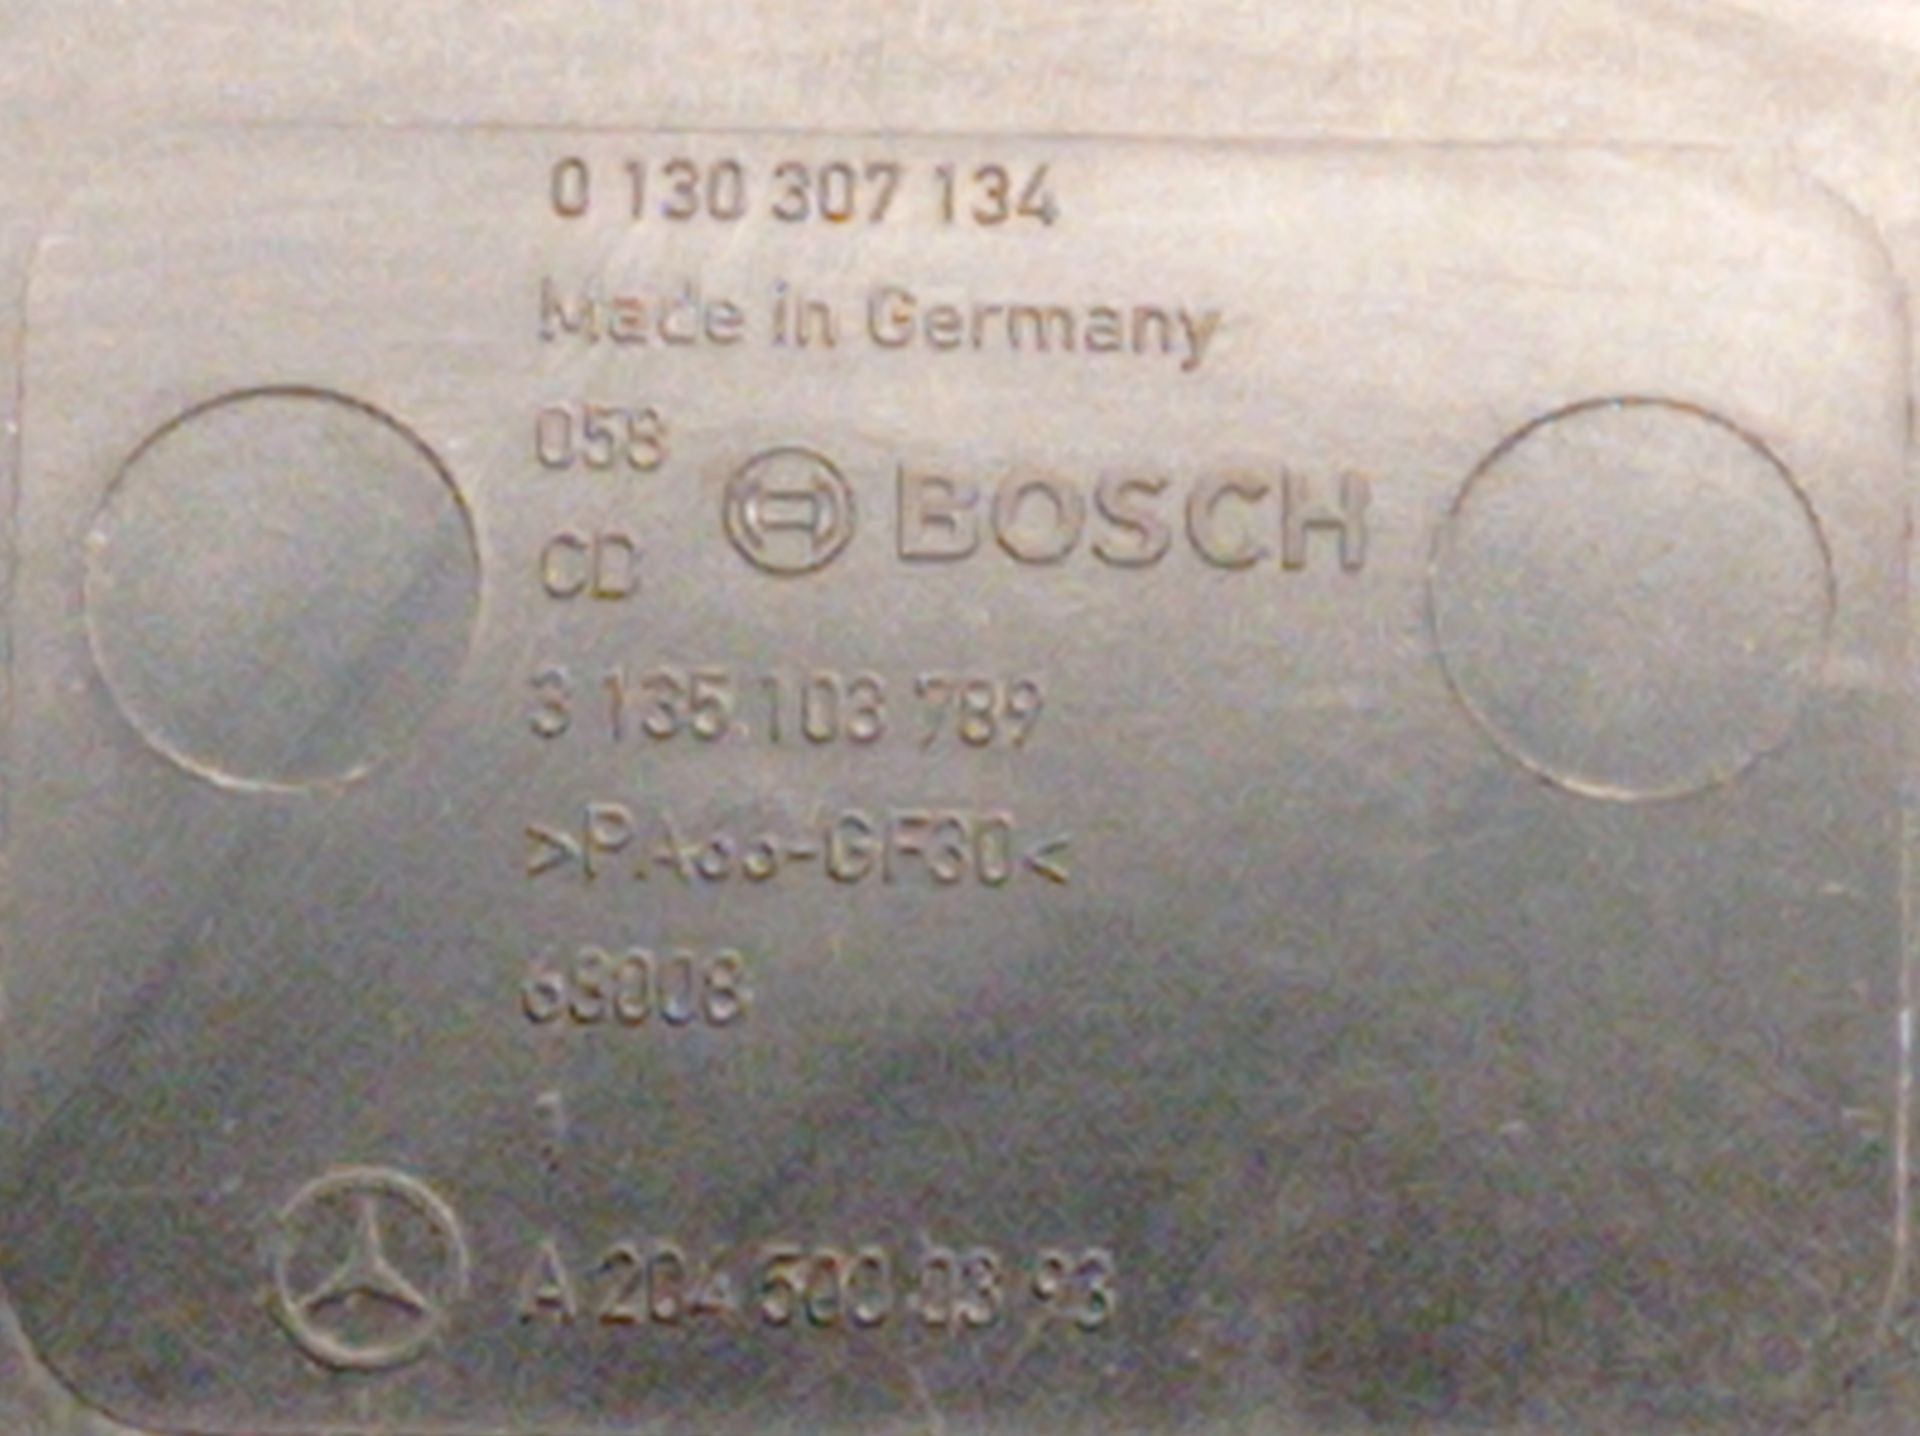 0 130 307 134
Made in Germany
058
BOSCH
CD
3 135 103 789
>PA66-GF30<
68008
A 204 500 03 93